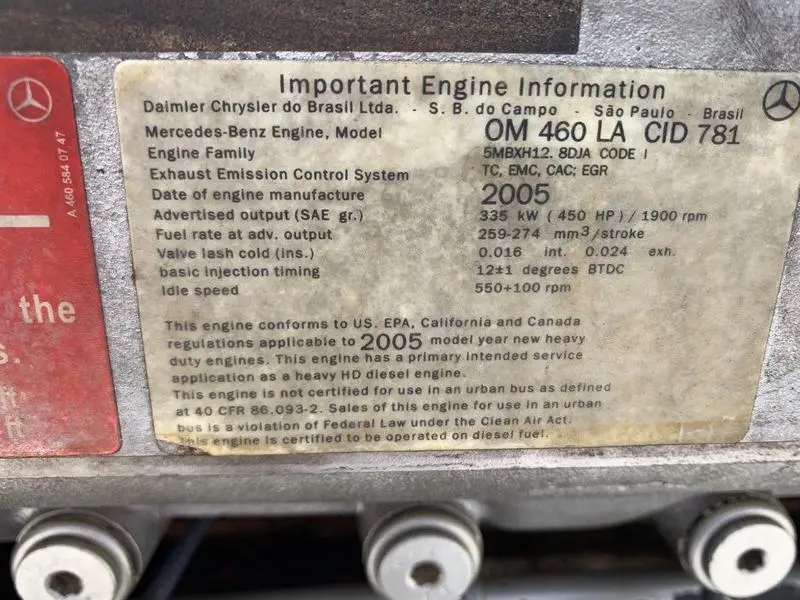 Important Engine Information
Daimler Chrysler do Brasil Ltda. - S. B. do Campo - São Paulo - Brasil
Mercedes-Benz Engine, Model OM 460 LA CID 781
Engine Family 5MBXH12. 8DJA CODE I
Exhaust Emission Control System TC, EMC, CAC; EGR
Date of engine manufacture 2005
Advertised output (SAE gr.) 335 kW (450 HP) / 1900 rpm
Fuel rate at adv. output 259-274 mm3/stroke
Valve lash cold (ins.) 0.016 int. 0.024 exh.
basic injection timing 12±1 degrees BTDC
Idle speed 550+100 rpm
This engine conforms to US. EPA, California and Canada
regulations applicable to 2005 model year new heavy
duty engines. This engine has a primary intended service
application as a heavy HD diesel engine.
This engine is not certified for use in an urban bus as defined
at 40 CFR 86.093-2. Sales of this engine for use in an urban
bus is a violation of Federal Law under the Clean Air Act.
This engine is certified to be operated on diesel fuel.
A 460 584 07 47
the
s.